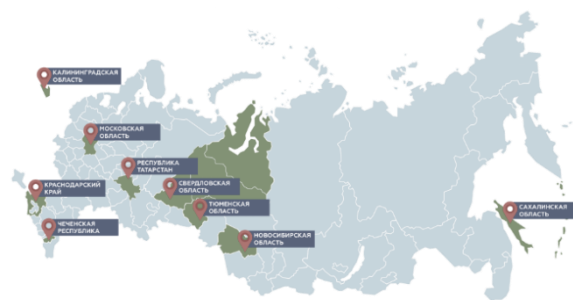 КАЛИНИНГРАДСКАЯ
ОБЛАСТЬ
МОСКОВСКАЯ
ОБЛАСТЬ
РЕСПУБЛИКА
ТАТАРСТАН
СВЕРДЛОВСКАЯ
ОБЛАСТЬ
КРАСНОДАРСКИЙ
КРАЙ
ТЮМЕНСКАЯ
ОБЛАСТЬ
САХАЛИНСКАЯ
ОБЛАСТЬ
ЧЕЧЕНСКАЯ
РЕСПУБЛИКА
НОВОСИБИРСКАЯ
ОБЛАСТЬ